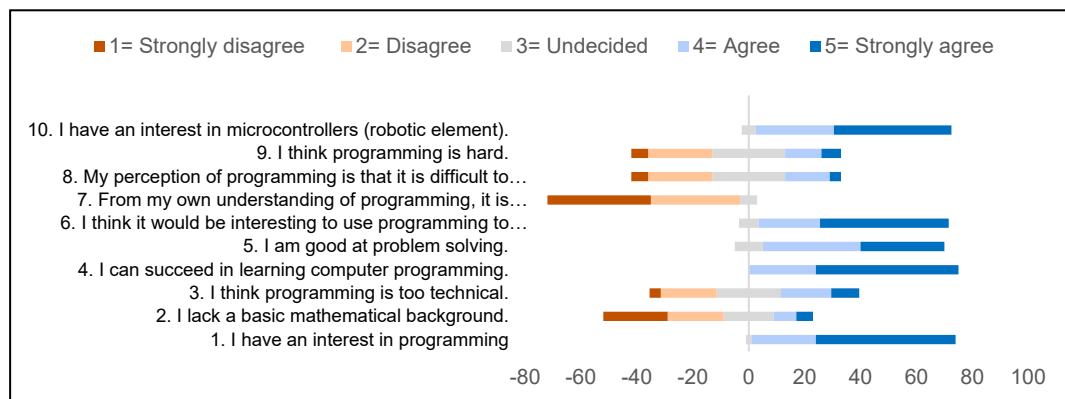 1= Strongly disagree 2= Disagree 3= Undecided 4= Agree 5= Strongly agree
10. I have an interest in microcontrollers (robotic element).
9. I think programming is hard.
8. My perception of programming is that it is difficult to…
7. From my own understanding of programming, it is…
6. I think it would be interesting to use programming to…
5. I am good at problem solving.
4. I can succeed in learning computer programming.
3. I think programming is too technical.
2. I lack a basic mathematical background.
1. I have an interest in programming
-80 -60 -40 -20 0 20 40 60 80 100